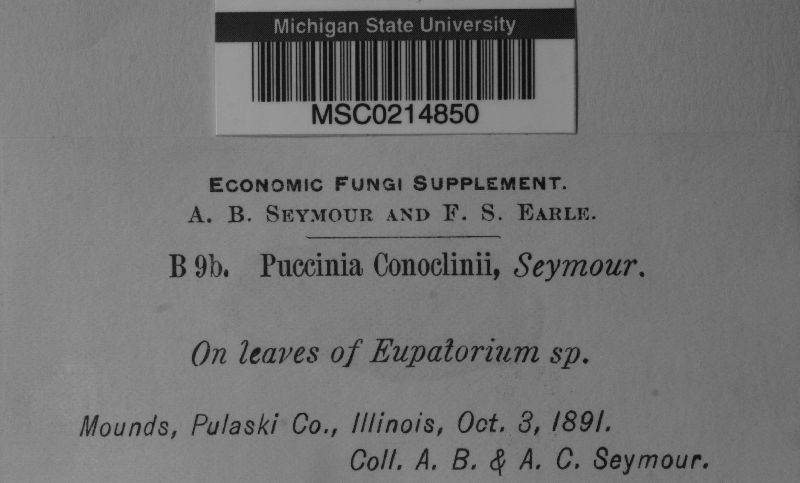 Michigan State University
MSC0214850
ECONOMIC FUNGI SUPPLEMENT.
A. B. SEYMOUR AND F. S. EARLE.
B 9b. Puccinia Conoclinii, Seymour.
On leaves of Eupatorium sp.
Mounds, Pulaski Co., Illinois, Oct. 3, 1891.
Coll. A. B. & A. C. Seymour.